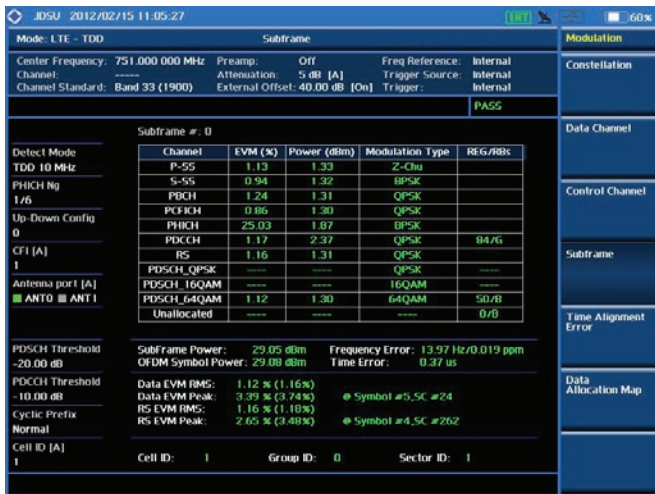 JDSU 2012/02/15 11:05:27 INT 60%
Mode: LTE - TDD Subframe Modulation
Center Frequency: 751.000 000 MHz Preamp: Off Freq Reference: Internal
Channel: ----- Attenuation: 5 dB [A] Trigger Source: Internal
Channel Standard: Band 33 (1900) External Offset: 40.00 dB [On] Trigger: Internal
PASS
Constellation
Data Channel
Control Channel
Subframe
Time Alignment
Error
Data
Allocation Map
Detect Mode
TDD 10 MHz
PHICH Ng
1/6
Up-Down Config
0
CFI [A]
1
Antenna port [A]
ANT0 ANT1
PDSCH Threshold
-20.00 dB
PDCCH Threshold
-10.00 dB
Cyclic Prefix
Normal
Cell ID [A]
1
Subframe #: 0
Channel EVM (%) Power (dBm) Modulation Type REG/RBs
P-SS 1.13 1.33 Z-Chu
S-SS 0.94 1.32 BPSK
PBCH 1.24 1.31 QPSK
PCFICH 0.86 1.30 QPSK
PHICH 25.03 1.87 BPSK
PDCCH 1.17 2.37 QPSK 84/G
RS 1.16 1.31 QPSK
PDSCH_QPSK ---- ---- QPSK ----
PDSCH_16QAM ---- ---- 16QAM ----
PDSCH_64QAM 1.12 1.30 64QAM 50/B
Unallocated ---- ---- ---- 0/B
SubFrame Power: 29.05 dBm Frequency Error: 13.97 Hz/0.019 ppm
OFDM Symbol Power: 29.08 dBm Time Error: 0.37 us
Data EVM RMS: 1.12 % (1.16%)
Data EVM Peak: 3.39 % (3.74%) @ Symbol #5,SC #24
RS EVM RMS: 1.16 % (1.18%)
RS EVM Peak: 2.65 % (3.48%) @ Symbol #4,SC #262
Cell ID: 1 Group ID: 0 Sector ID: 1